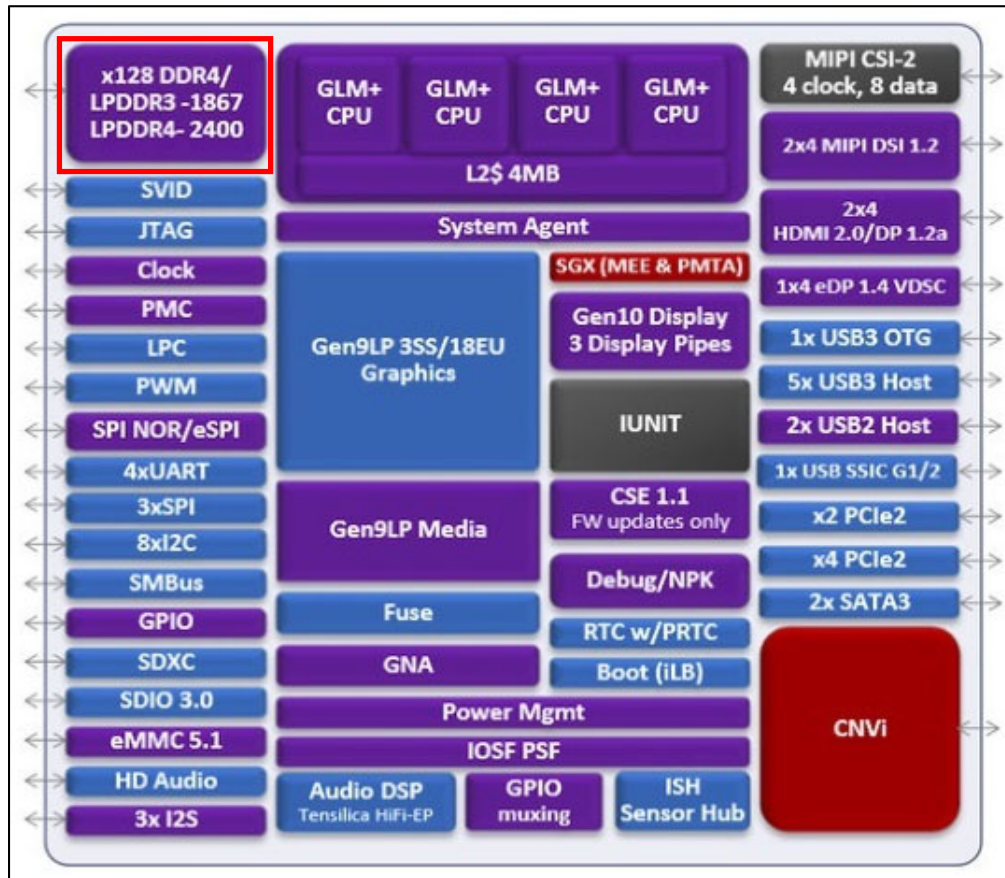 x128 DDR4/
LPDDR3 -1867
LPDDR4- 2400
SVID
JTAG
Clock
PMC
LPC
PWM
SPI NOR/eSPI
4xUART
3xSPI
8xI2C
SMBus
GPIO
SDXC
SDIO 3.0
eMMC 5.1
HD Audio
3x I2S
GLM+
CPU
GLM+
CPU
GLM+
CPU
GLM+
CPU
L2$ 4MB
System Agent
Gen9LP 3SS/18EU
Graphics
Gen9LP Media
Fuse
GNA
SGX (MEE & PMTA)
Gen10 Display
3 Display Pipes
IUNIT
CSE 1.1
FW updates only
Debug/NPK
RTC w/PRTC
Boot (iLB)
Power Mgmt
IOSF PSF
Audio DSP
Tensilica HiFi-EP
GPIO
muxing
ISH
Sensor Hub
MIPI CSI-2
4 clock, 8 data
2x4 MIPI DSI 1.2
2x4
HDMI 2.0/DP 1.2a
1x4 eDP 1.4 VDSC
1x USB3 OTG
5x USB3 Host
2x USB2 Host
1x USB SSIC G1/2
x2 PCIe2
x4 PCIe2
2x SATA3
CNVi